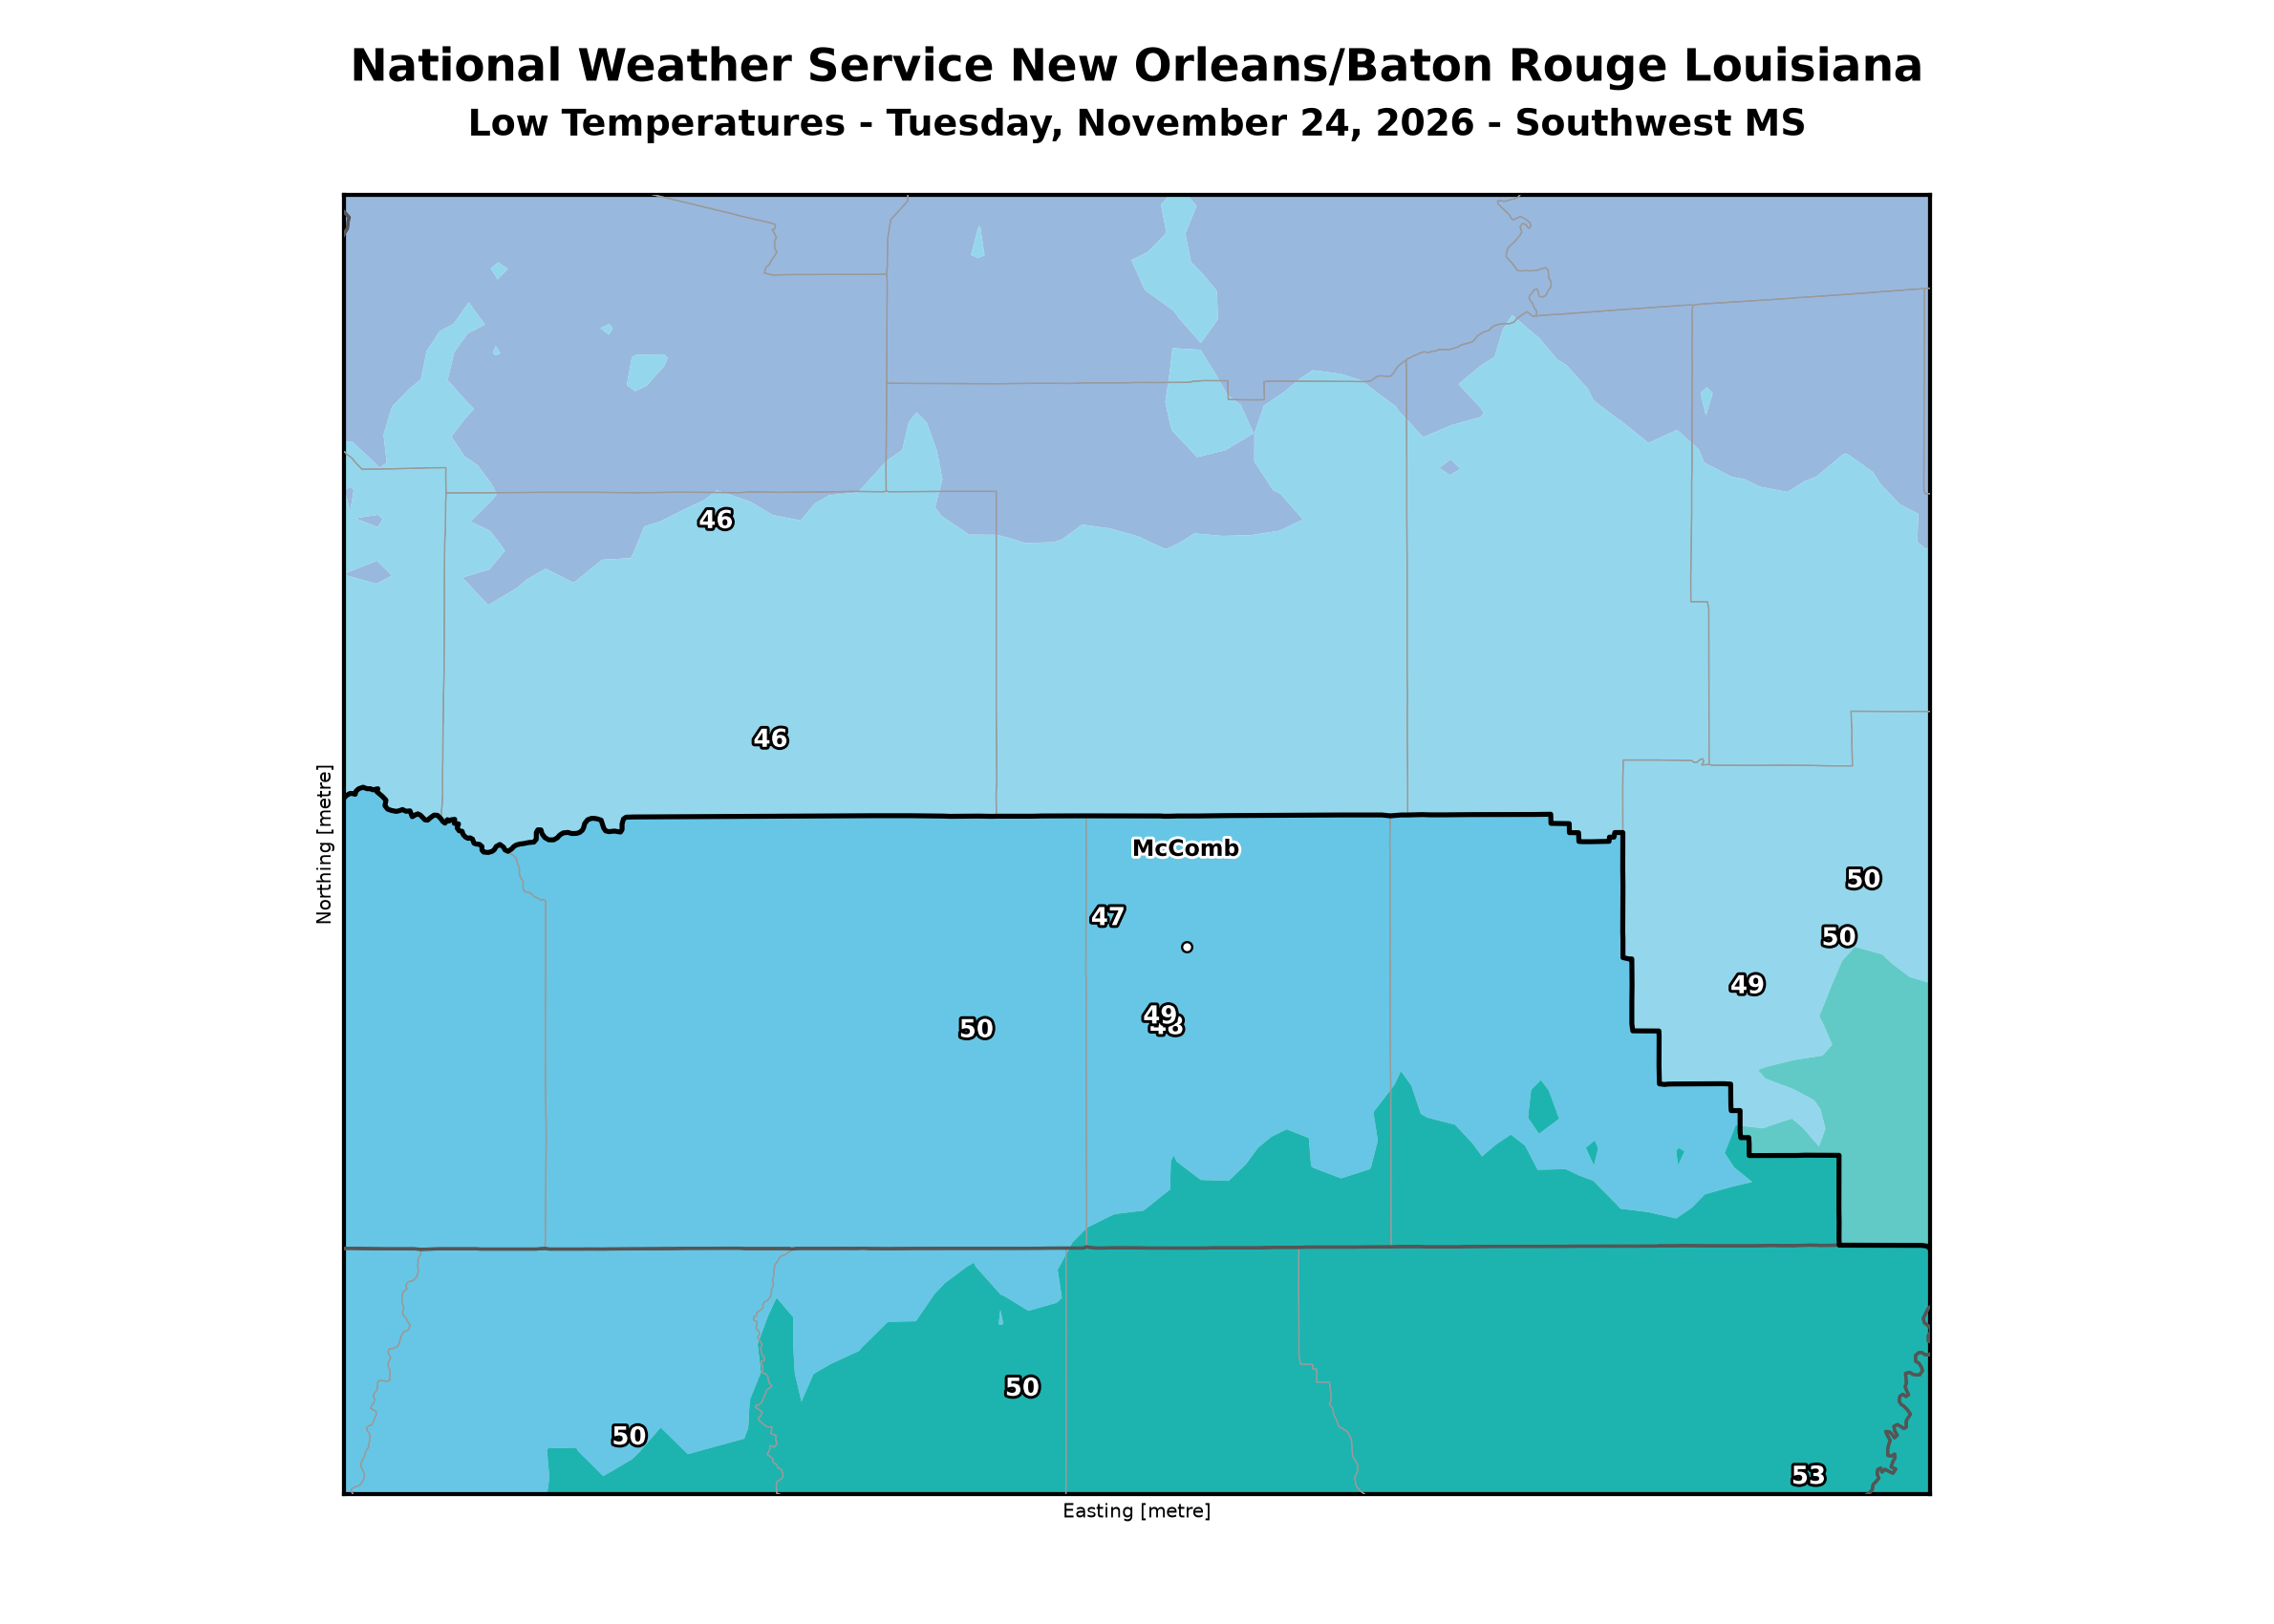 National Weather Service New Orleans/Baton Rouge Louisiana
Low Temperatures - Tuesday, November 24, 2026 - Southwest MS
46
46
Northing [metre]
McComb
50
47
50
49
49
50
50
50
53
Easting [metre]